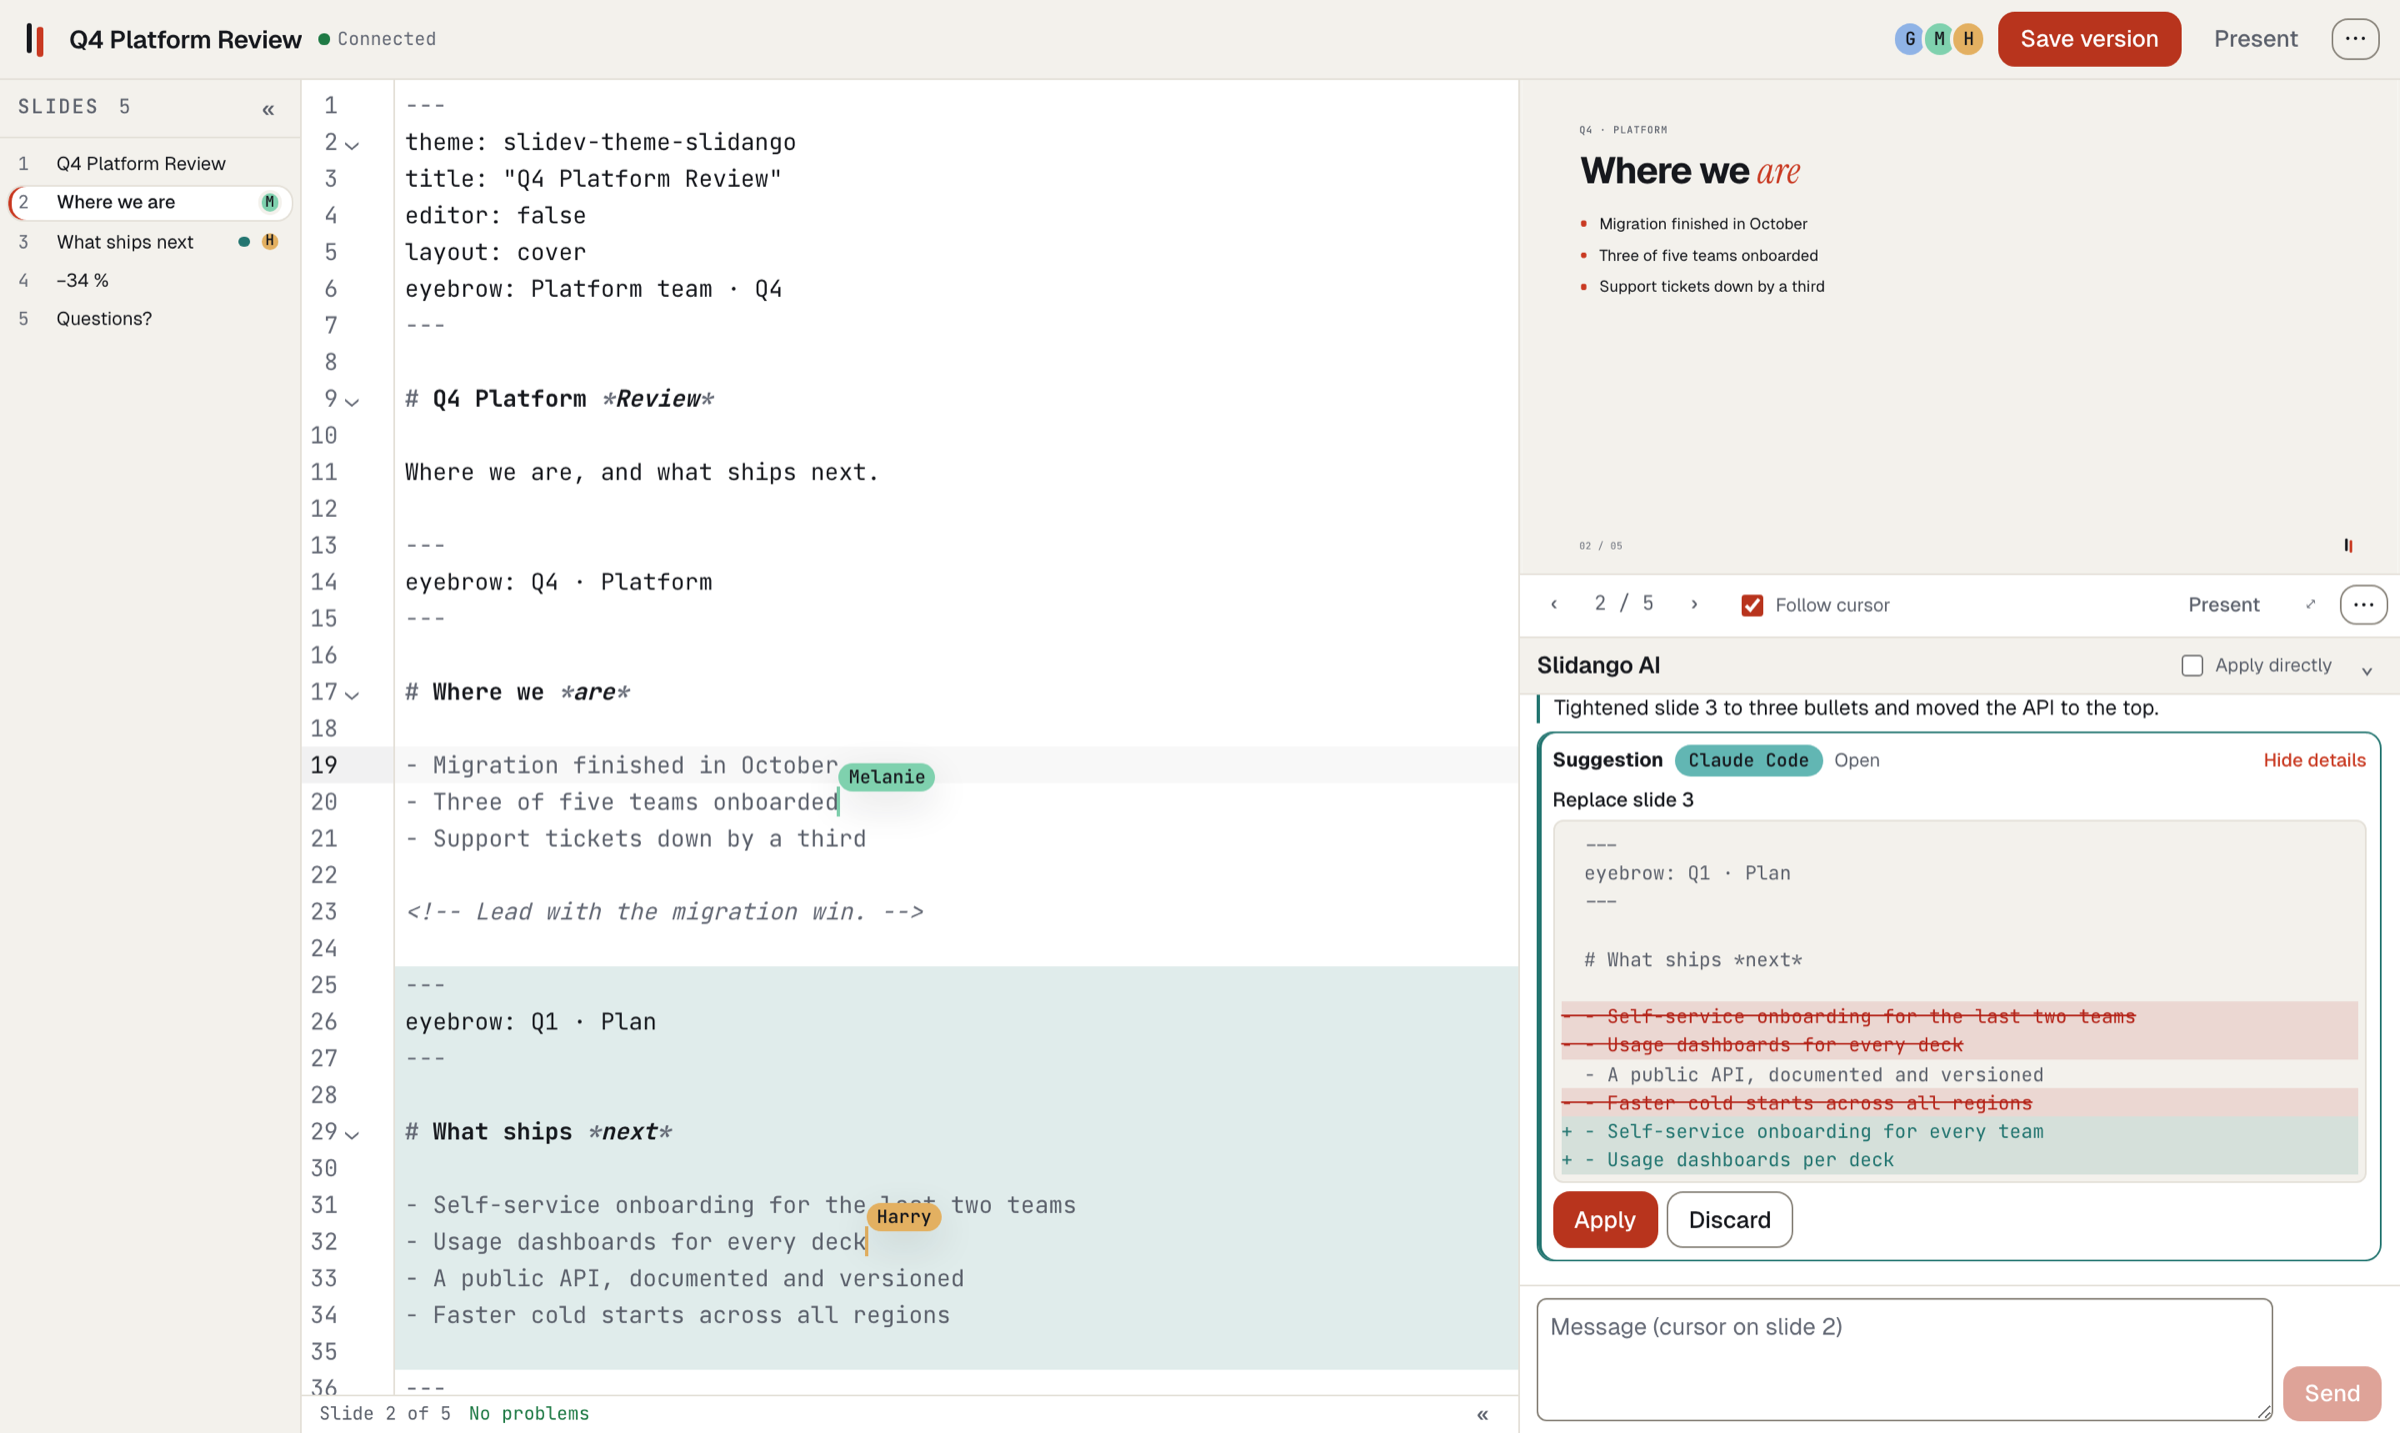 Q4 Platform Review
Connected
G M H
Save version
Present
SLIDES 5
«
1 Q4 Platform Review
2 Where we are M
3 What ships next H
4 −34 %
5 Questions?
1 ---
2 theme: slidev-theme-slidango
3 title: "Q4 Platform Review"
4 editor: false
5 layout: cover
6 eyebrow: Platform team · Q4
7 ---
8
9 # Q4 Platform *Review*
10
11 Where we are, and what ships next.
12
13 ---
14 eyebrow: Q4 · Platform
15 ---
16
17 # Where we *are*
18
19 - Migration finished in October
Melanie
20 - Three of five teams onboarded
21 - Support tickets down by a third
22
23 <!-- Lead with the migration win. -->
24
25 ---
26 eyebrow: Q1 · Plan
27 ---
28
29 # What ships *next*
30
31 - Self-service onboarding for the last two teams
Harry
32 - Usage dashboards for every deck
33 - A public API, documented and versioned
34 - Faster cold starts across all regions
35
36 ---
Slide 2 of 5 No problems «
Q4 · PLATFORM
Where we are
Migration finished in October
Three of five teams onboarded
Support tickets down by a third
02 / 05
‹ 2 / 5 › Follow cursor Present
Slidango AI Apply directly
Tightened slide 3 to three bullets and moved the API to the top.
Suggestion Claude Code Open Hide details
Replace slide 3
---
eyebrow: Q1 · Plan
---
# What ships *next*
- - Self-service onboarding for the last two teams
- - Usage dashboards for every deck
- A public API, documented and versioned
- - Faster cold starts across all regions
+ - Self-service onboarding for every team
+ - Usage dashboards per deck
Apply Discard
Message (cursor on slide 2)
Send